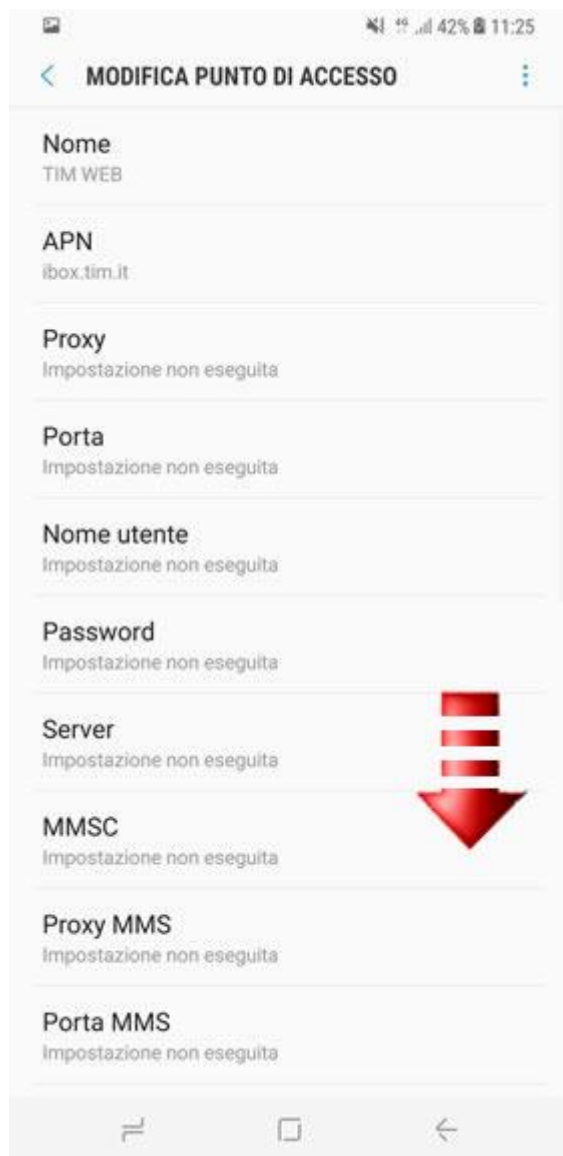 42% 11:25
MODIFICA PUNTO DI ACCESSO
Nome
TIM WEB
APN
ibox.tim.it
Proxy
Impostazione non eseguita
Porta
Impostazione non eseguita
Nome utente
Impostazione non eseguita
Password
Impostazione non eseguita
Server
Impostazione non eseguita
MMSC
Impostazione non eseguita
Proxy MMS
Impostazione non eseguita
Porta MMS
Impostazione non eseguita